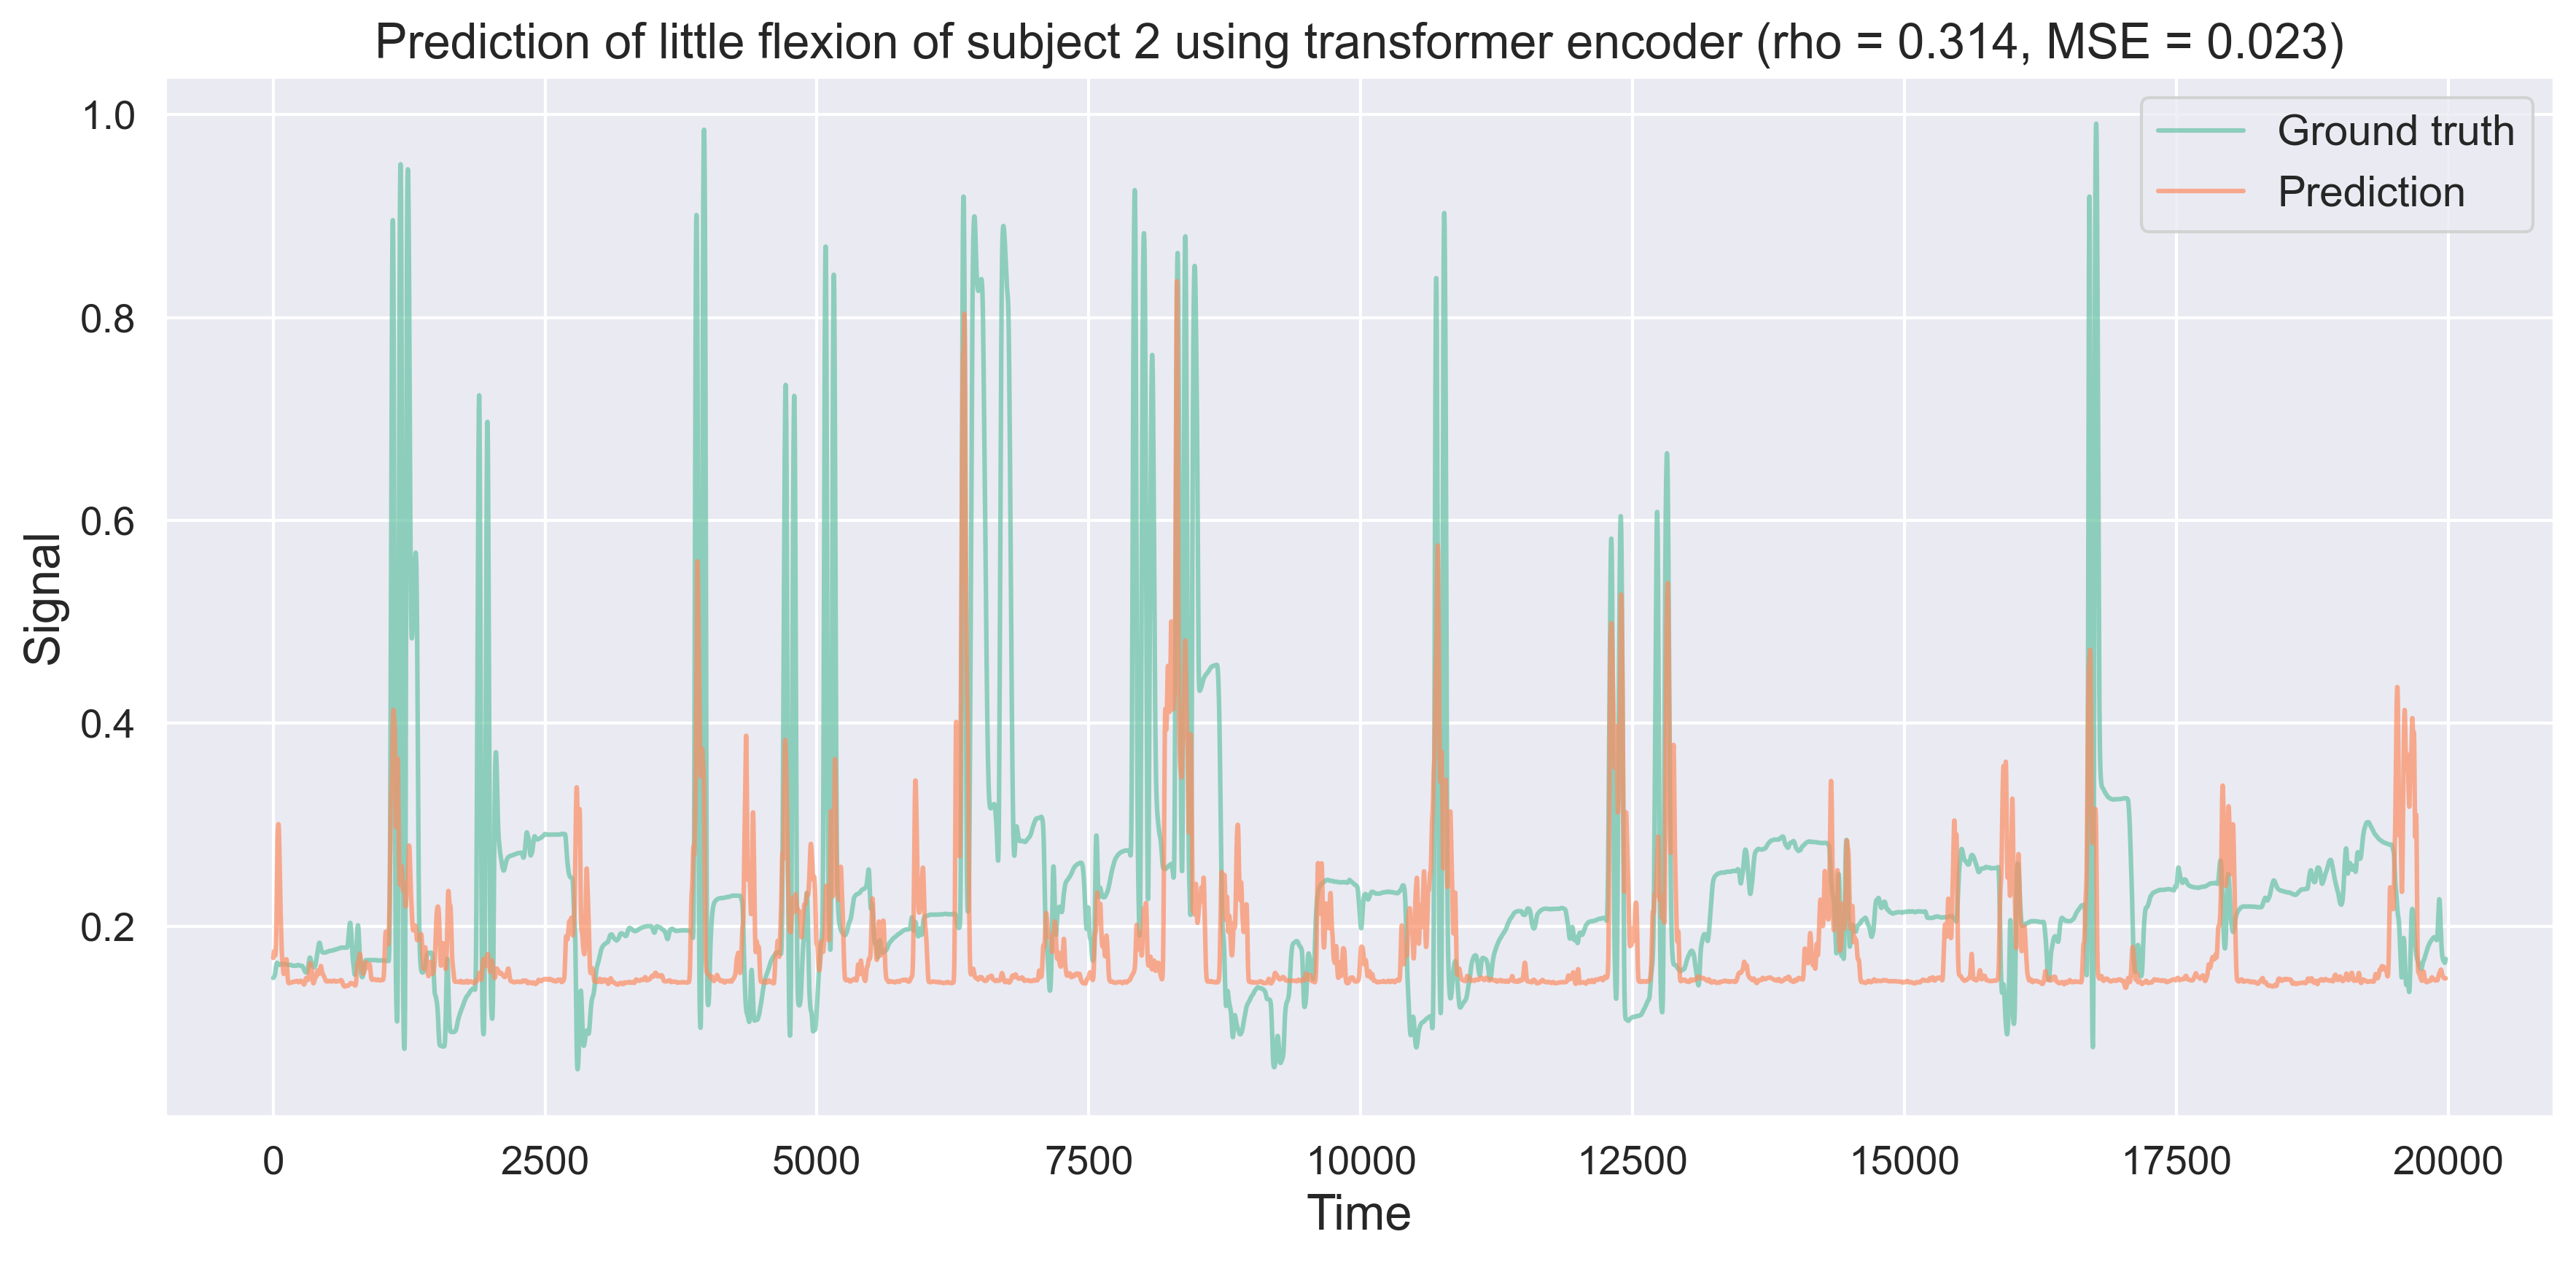 Prediction of little flexion of subject 2 using transformer encoder (rho = 0.314, MSE = 0.023)
Ground truth
Prediction
1.0
0.8
0.6
0.4
0.2
Signal
0 2500 5000 7500 10000 12500 15000 17500 20000
Time